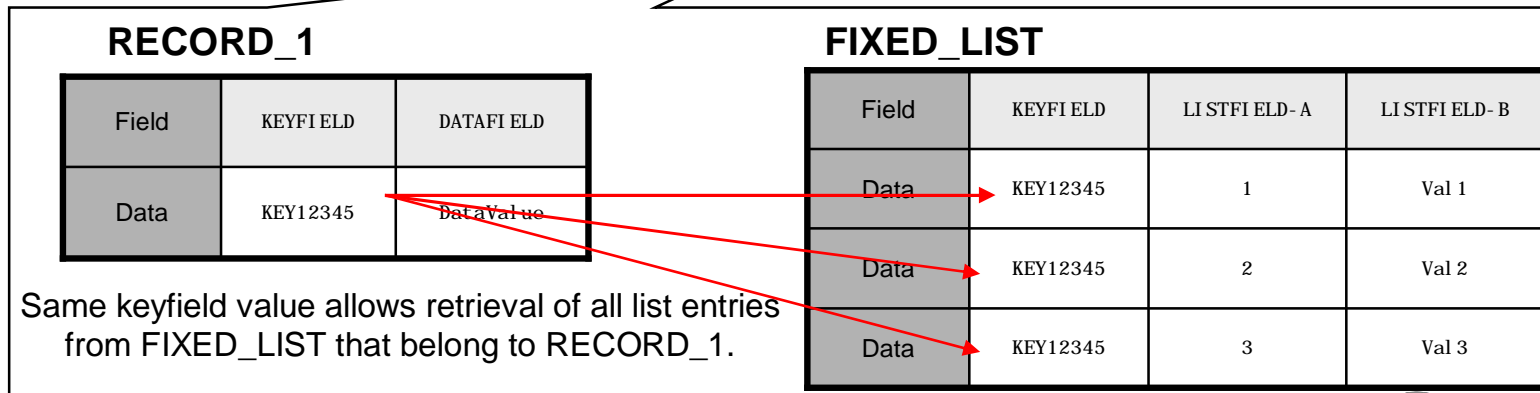 RECORD_1
Field KEYFIELD DATAFIELD
Data KEY12345 DataValue
Same keyfield value allows retrieval of all list entries
from FIXED_LIST that belong to RECORD_1.
FIXED_LIST
Field KEYFIELD LISTFIELD-A LISTFIELD-B
Data KEY12345 1 Val 1
Data KEY12345 2 Val 2
Data KEY12345 3 Val 3